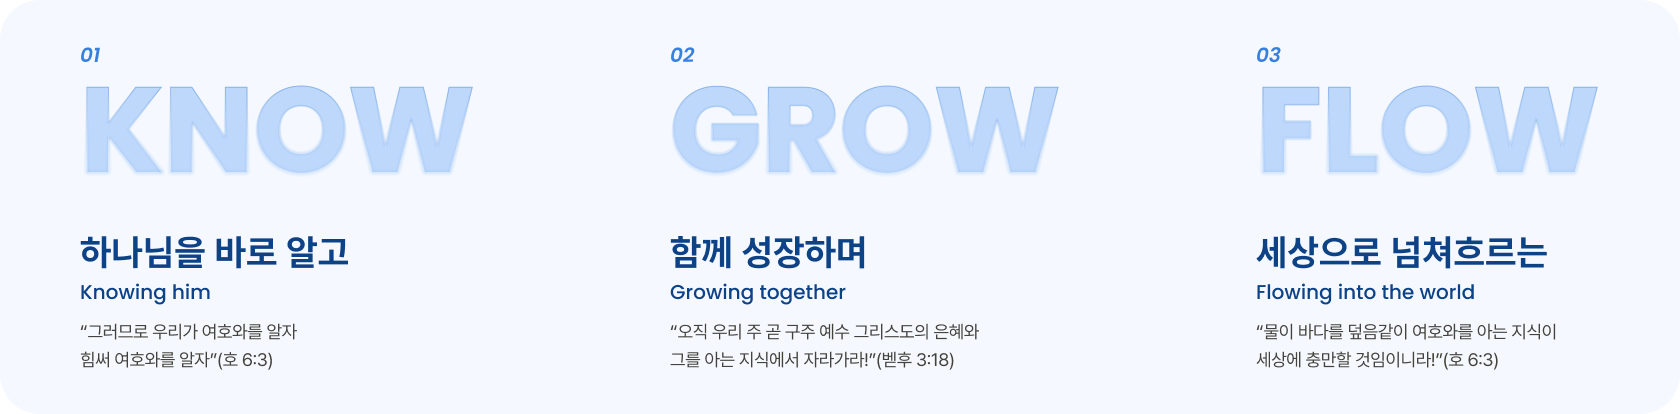 01
KNOW
하나님을 바로 알고
Knowing him
“그러므로 우리가 여호와를 알자
힘써 여호와를 알자”(호 6:3)
02
GROW
함께 성장하며
Growing together
“오직 우리 주 곧 구주 예수 그리스도의 은혜와
그를 아는 지식에서 자라가라!”(벧후 3:18)
03
FLOW
세상으로 넘쳐흐르는
Flowing into the world
“물이 바다를 덮음같이 여호와를 아는 지식이
세상에 충만할 것임이니라!”(호 6:3)